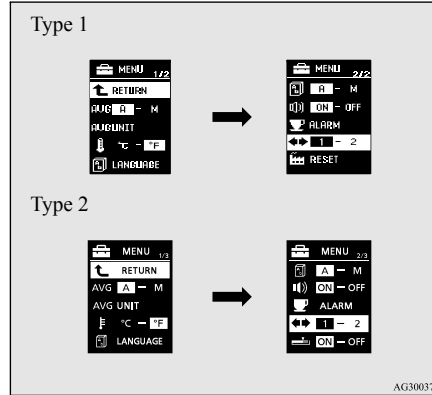 Type 1
MENU 1/2
RETURN
AVG A - M
AVG UNIT
°C - °F
LANGUAGE
MENU 2/2
A - M
ON - OFF
ALARM
1 - 2
RESET
Type 2
MENU 1/3
RETURN
AVG A - M
AVG UNIT
°C - °F
LANGUAGE
MENU 2/3
A - M
ON - OFF
ALARM
1 - 2
ON - OFF
AG30037